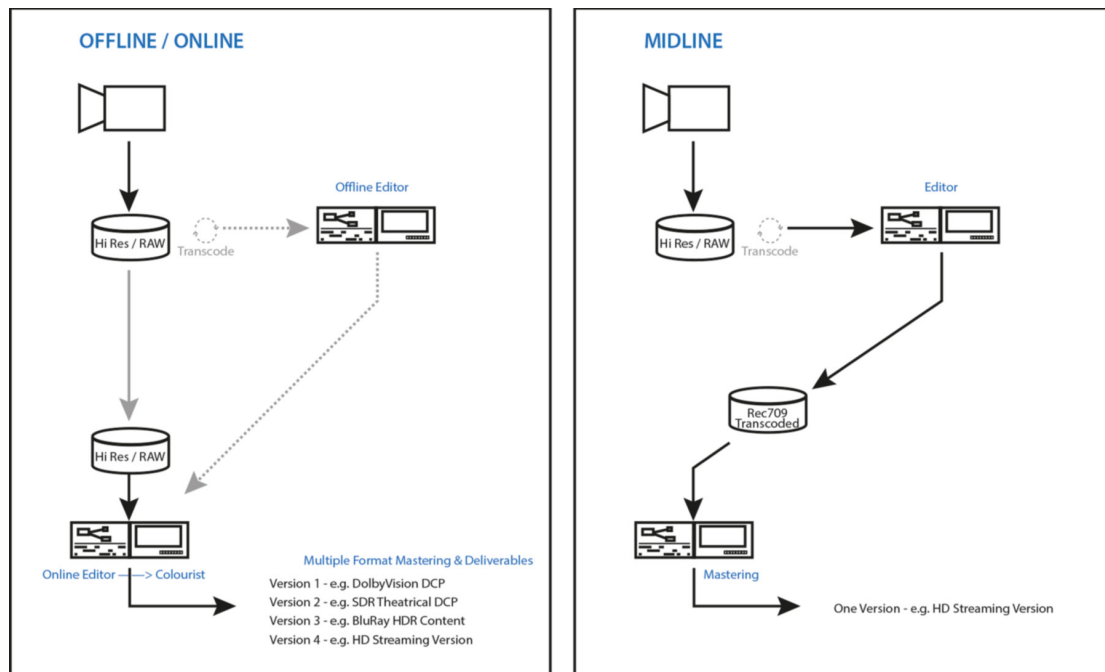 OFFLINE / ONLINE
Offline Editor
Hi Res / RAW
Transcode
Hi Res / RAW
Online Editor ——> Colourist
Multiple Format Mastering & Deliverables
Version 1 - e.g. DolbyVision DCP
Version 2 - e.g. SDR Theatrical DCP
Version 3 - e.g. BluRay HDR Content
Version 4 - e.g. HD Streaming Version
MIDLINE
Editor
Hi Res / RAW
Transcode
Rec709
Transcoded
Mastering
One Version - e.g. HD Streaming Version